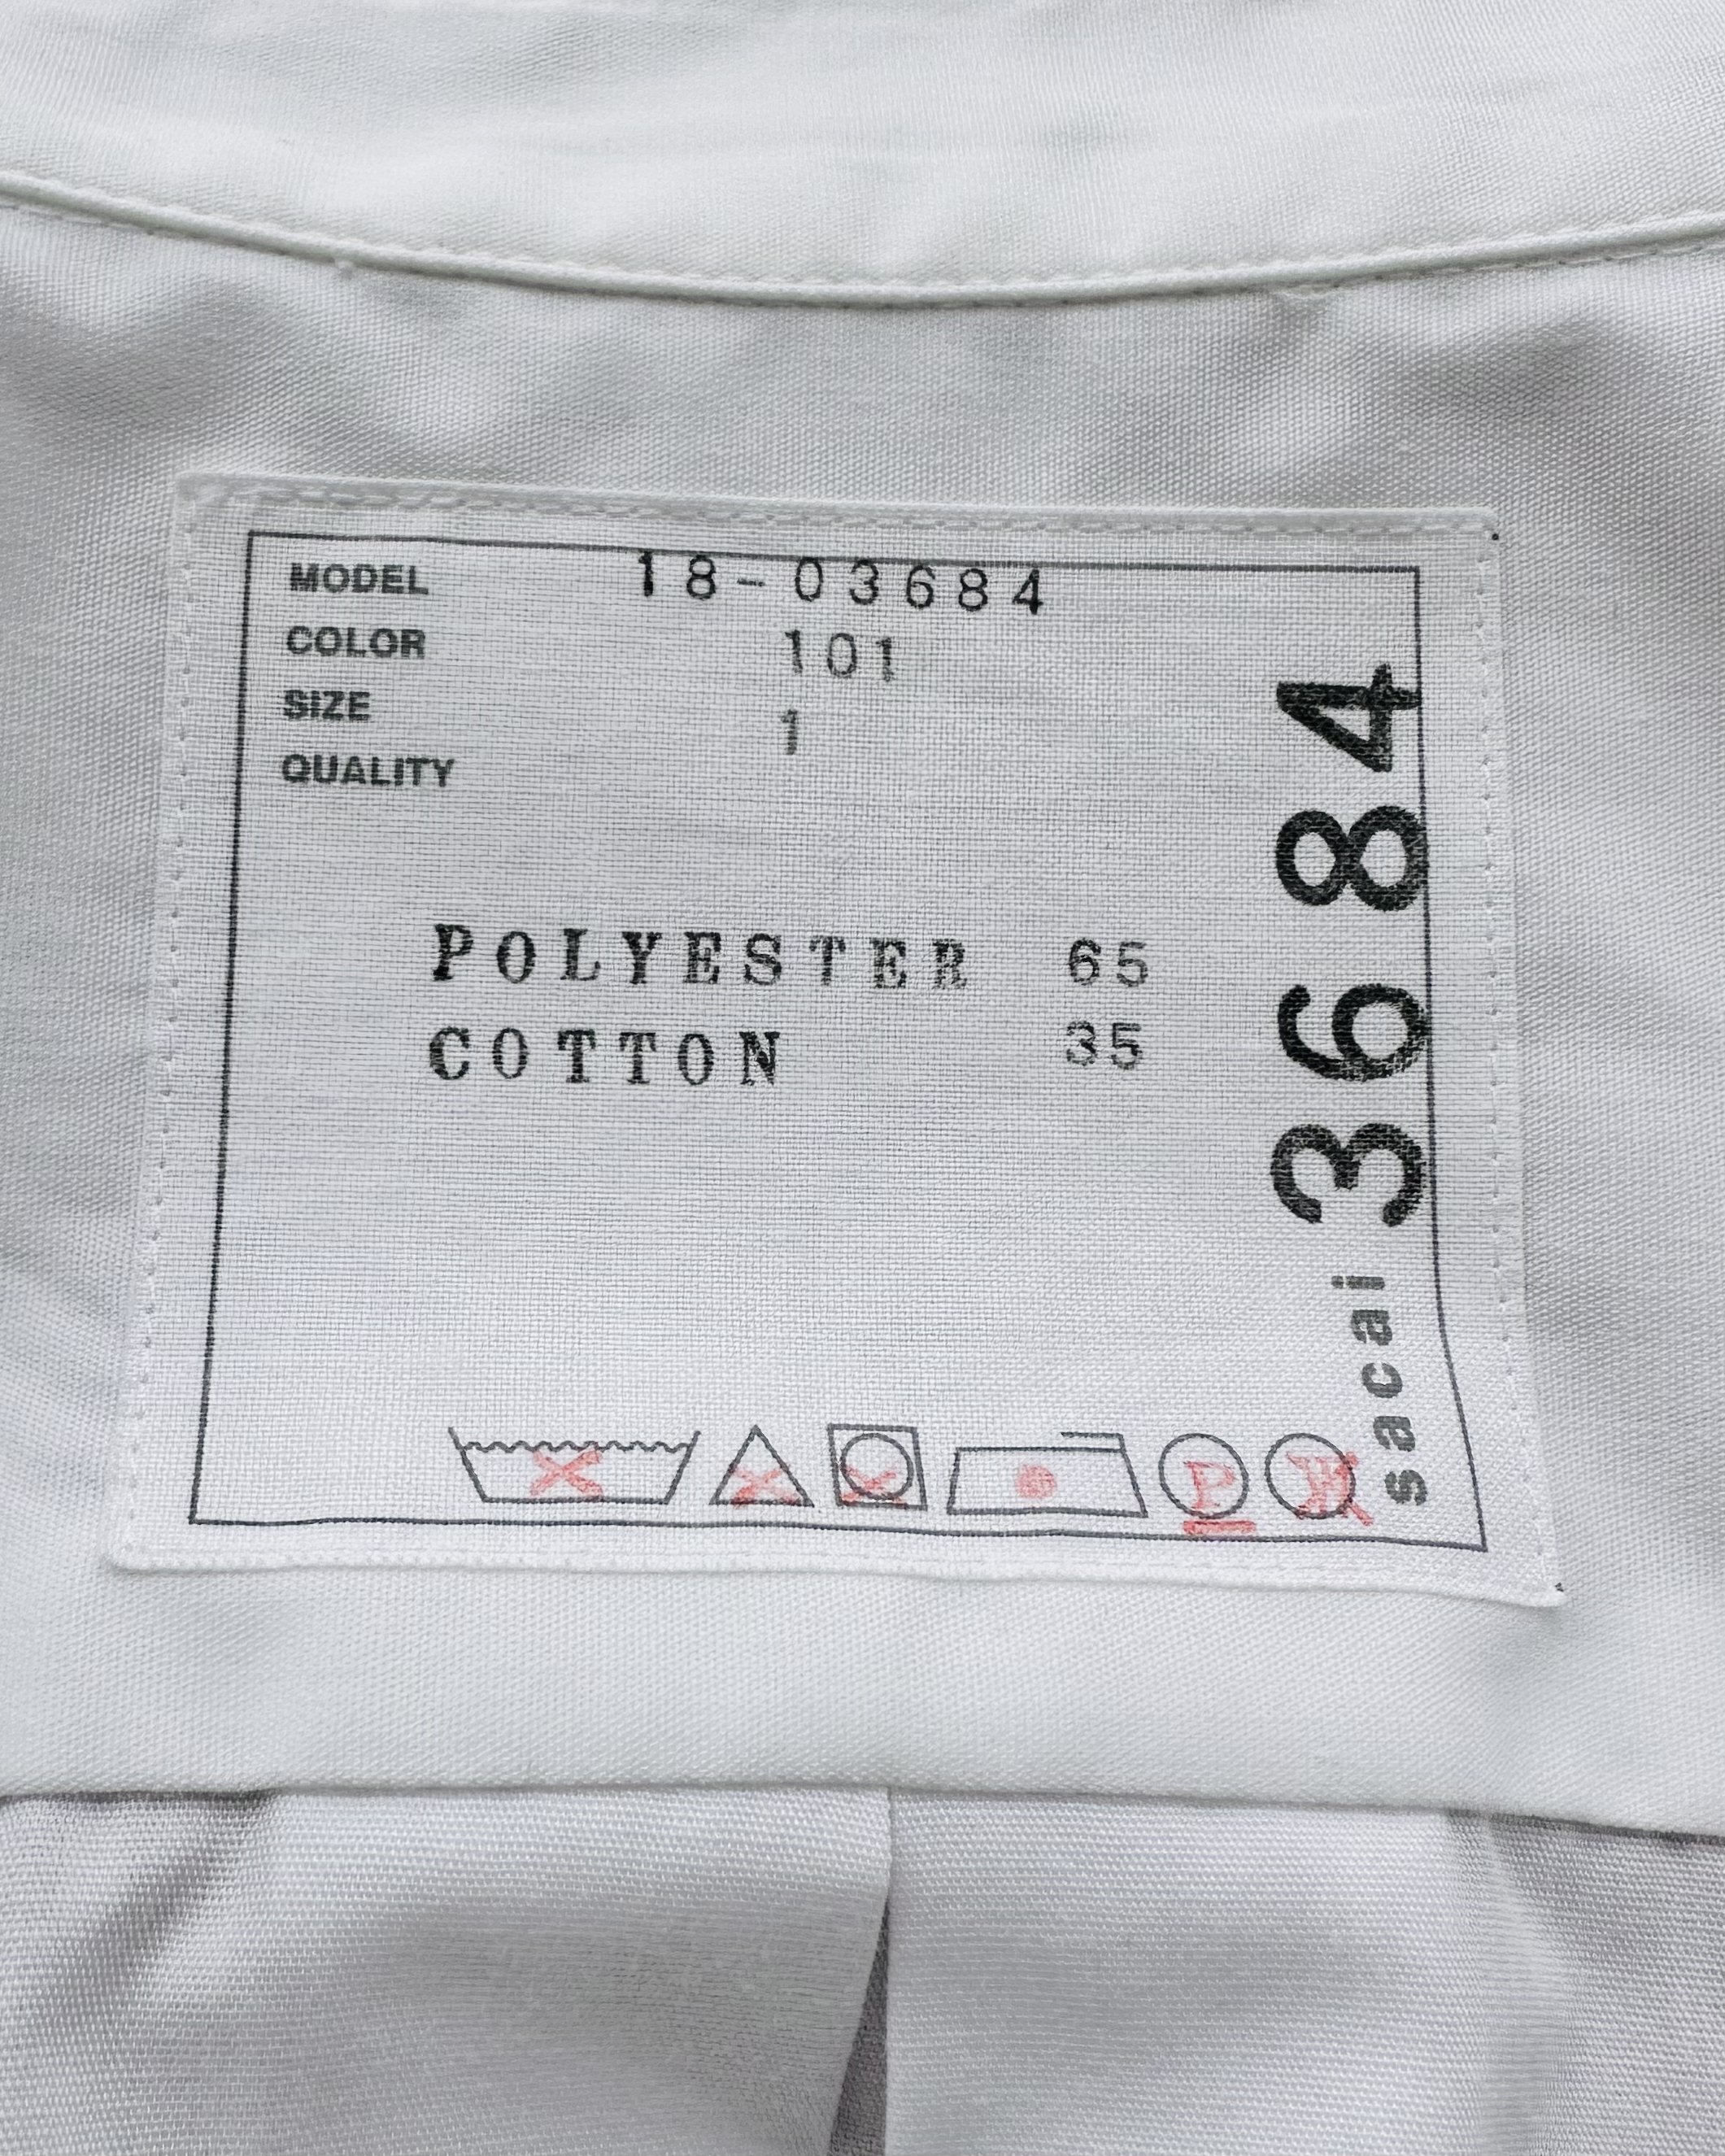 MODEL 18-03684
COLOR 101
SIZE 1
QUALITY
POLYESTER 65
COTTON 35
P
W
sacai 3684